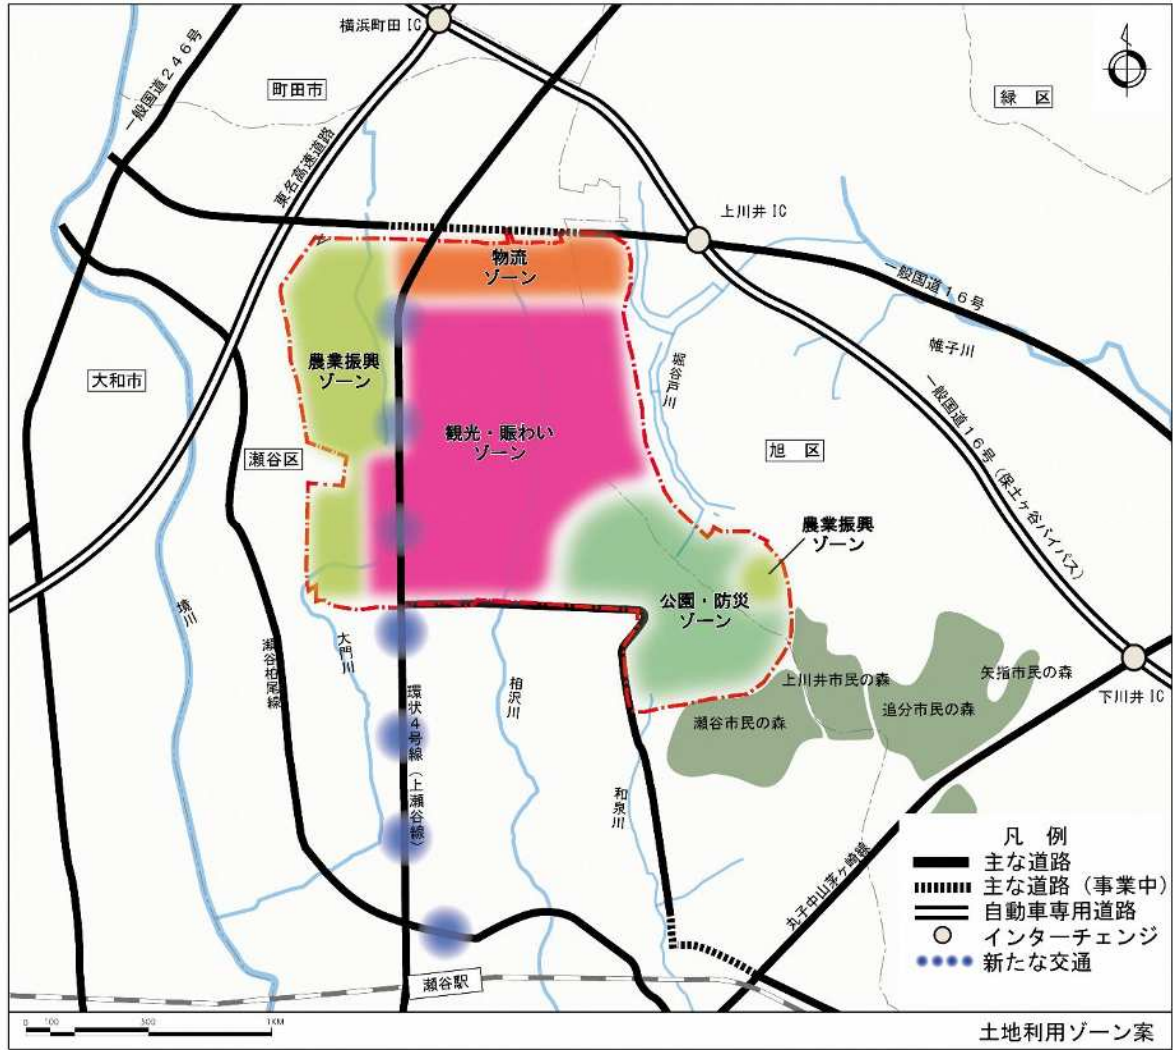 横浜町田 IC
一般国道246号
町田市
緑 区
東名高速道路
上川井 IC
物流
ゾーン
一般国道16号
帷子川
農業振興
ゾーン
堀谷戸川
大和市
観光・賑わい
ゾーン
瀬谷区
旭 区
一般国道16号(保土ヶ谷バイパス)
農業振興
ゾーン
公園・防災
ゾーン
境川
瀬谷柏尾線
大門川
環状4号線(上瀬谷線)
相沢川
上川井市民の森
矢指市民の森
瀬谷市民の森
追分市民の森
下川井 IC
和泉川
丸子中山茅ヶ崎線
瀬谷駅
凡 例
主な道路
主な道路(事業中)
自動車専用道路
インターチェンジ
新たな交通
0 100 500 1KM
土地利用ゾーン案